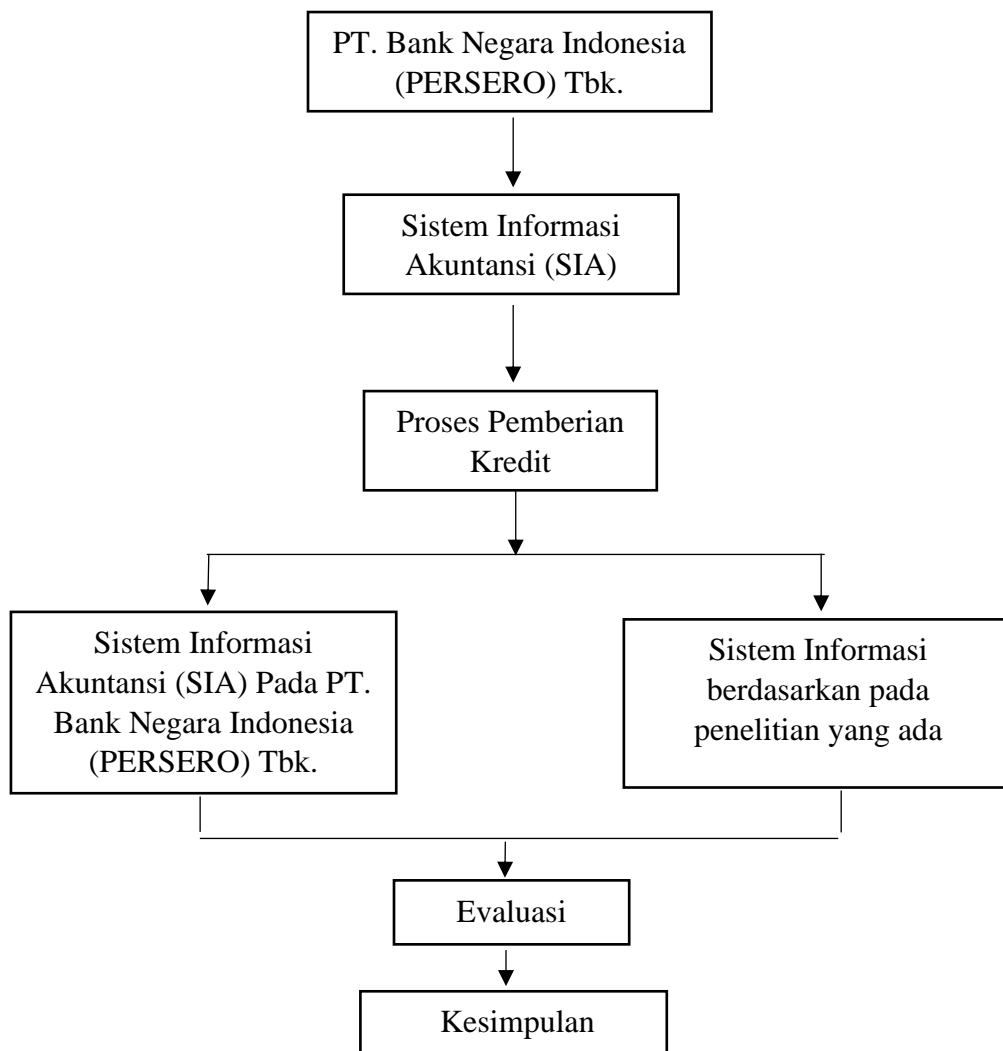 PT. Bank Negara Indonesia
(PERSERO) Tbk.
Sistem Informasi
Akuntansi (SIA)
Proses Pemberian
Kredit
Sistem Informasi
Akuntansi (SIA) Pada PT.
Bank Negara Indonesia
(PERSERO) Tbk.
Sistem Informasi
berdasarkan pada
penelitian yang ada
Evaluasi
Kesimpulan